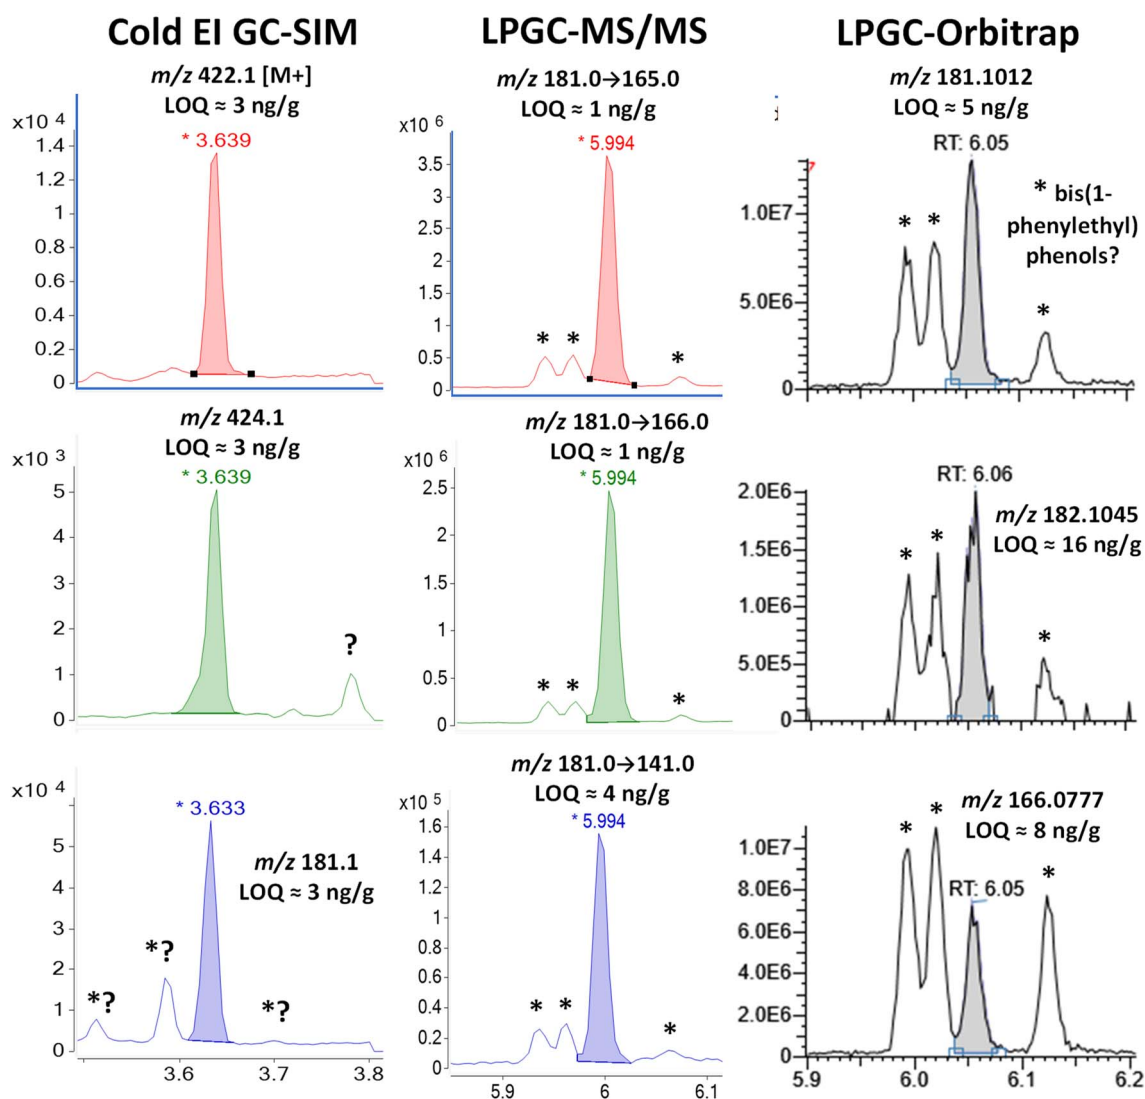 Cold EI GC-SIM
m/z 422.1 [M+]
LOQ ≈ 3 ng/g
x10 4
* 3.639
1.4
1.2
1
0.8
0.6
0.4
0.2
0
m/z 424.1
LOQ ≈ 3 ng/g
x10 3
* 3.639
5
4
3
2
1
0
?
x10 4
* 3.633
m/z 181.1
LOQ ≈ 3 ng/g
5
4
3
2
1
0
*?
*?
*?
3.6
3.7
3.8
LPGC-MS/MS
m/z 181.0→165.0
LOQ ≈ 1 ng/g
x10 6
* 5.994
3.5
3
2.5
2
1.5
1
0.5
0
* * *
m/z 181.0→166.0
LOQ ≈ 1 ng/g
x10 6
* 5.994
2.5
2
1.5
1
0.5
0
* * *
m/z 181.0→141.0
LOQ ≈ 4 ng/g
x10 5
* 5.994
1.6
1.4
1.2
1
0.8
0.6
0.4
0.2
0
* * *
5.9
6
6.1
LPGC-Orbitrap
m/z 181.1012
LOQ ≈ 5 ng/g
RT: 6.05
* bis(1-
phenylethyl)
phenols?
1.0E7
5.0E6
0
* * *
RT: 6.06
m/z 182.1045
LOQ ≈ 16 ng/g
2.0E6
1.5E6
1.0E6
5.0E5
0
* * *
m/z 166.0777
LOQ ≈ 8 ng/g
RT: 6.05
1.0E7
8.0E6
6.0E6
4.0E6
2.0E6
0
* * *
5.9
6.0
6.1
6.2